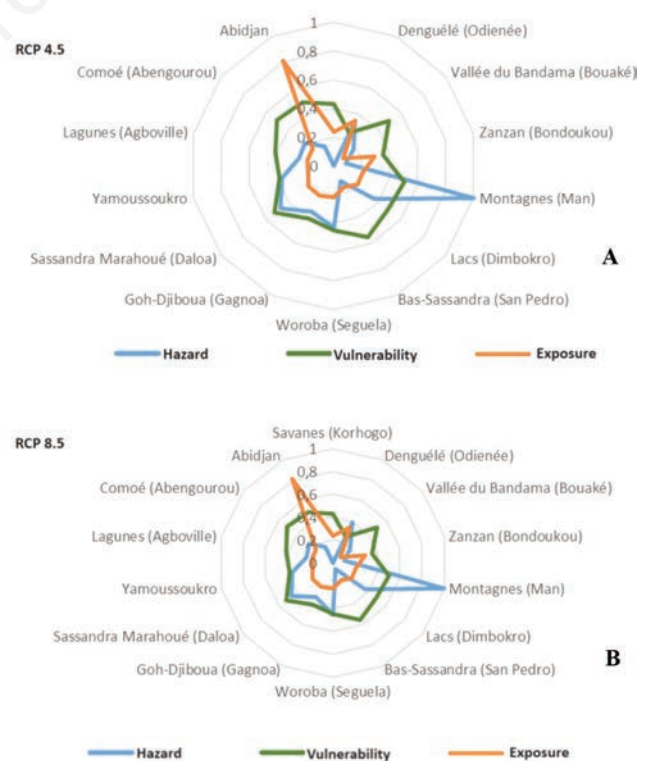 RCP 4.5
1
0,8
0,6
0,4
0,2
0
Abidjan
Denguélé (Odienée)
Comoé (Abengourou)
Vallée du Bandama (Bouaké)
Lagunes (Agboville)
Zanzan (Bondoukou)
Yamoussoukro
Montagnes (Man)
Sassandra Marahoué (Daloa)
Lacs (Dimbokro)
Goh-Djiboua (Gagnoa)
Bas-Sassandra (San Pedro)
Woroba (Seguela)
A
Hazard Vulnerability Exposure
RCP 8.5
Savanes (Korhogo)
1
0,8
0,6
0,4
0,2
0
Abidjan
Denguélé (Odienée)
Comoé (Abengourou)
Vallée du Bandama (Bouaké)
Lagunes (Agboville)
Zanzan (Bondoukou)
Yamoussoukro
Montagnes (Man)
Sassandra Marahoué (Daloa)
Lacs (Dimbokro)
Goh-Djiboua (Gagnoa)
Bas-Sassandra (San Pedro)
Woroba (Seguela)
B
Hazard Vulnerability Exposure